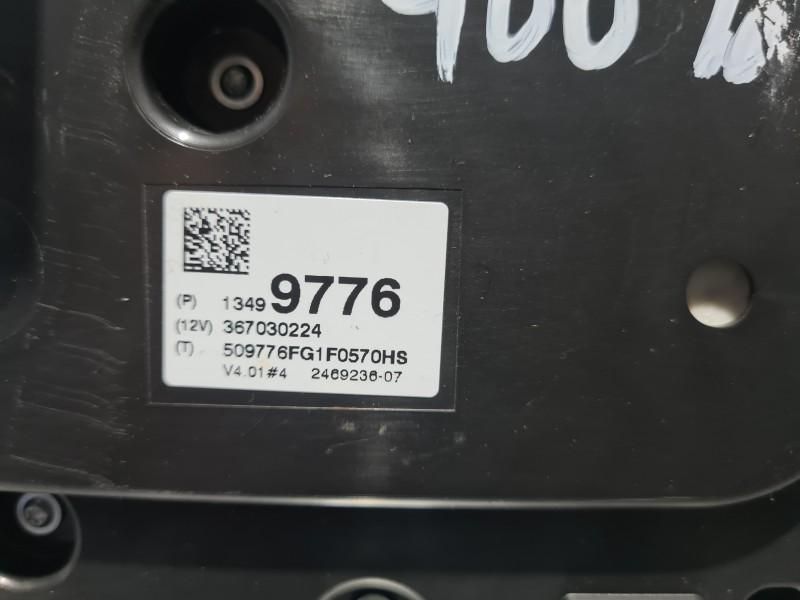 (P) 1349 9776
(12V) 367030224
(T) 509776FG1F0570HS
V4.01#4 2469236-07